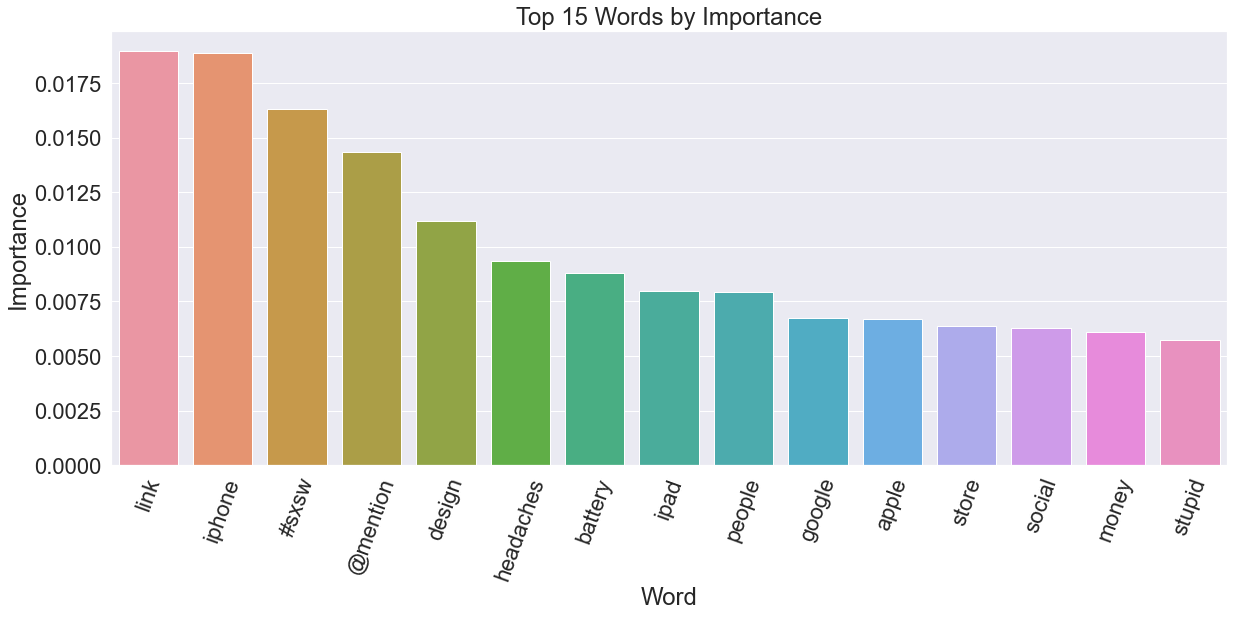 Top 15 Words by Importance
Importance
0.0175
0.0150
0.0125
0.0100
0.0075
0.0050
0.0025
0.0000
link
iphone
#sxsw
@mention
design
headaches
battery
ipad
people
google
apple
store
social
money
stupid
Word